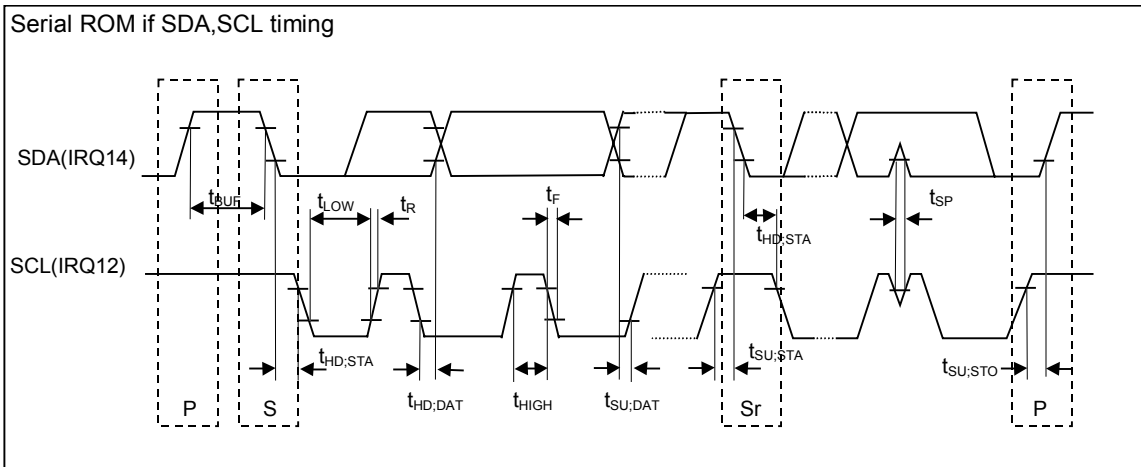 Serial ROM if SDA,SCL timing
SDA(IRQ14)
tBUF
tLOW
tR
tF
tHD;STA
tSP
SCL(IRQ12)
tHD;STA
tHD;DAT
tHIGH
tSU;DAT
tSU;STA
tSU;STO
P
S
Sr
P